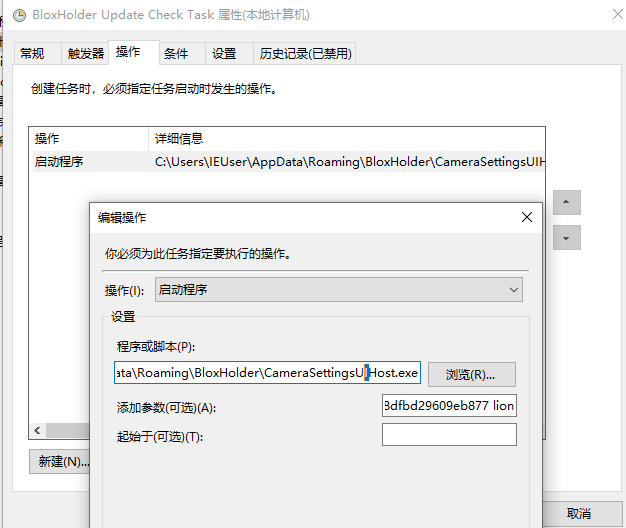 BloxHolder Update Check Task 属性(本地计算机)
常规 触发器 操作 条件 设置 历史记录(已禁用)
创建任务时，必须指定任务启动时发生的操作。
操作 详细信息
启动程序 C:\Users\IEUser\AppData\Roaming\BloxHolder\CameraSettingsUIH
编辑操作
你必须为此任务指定要执行的操作。
操作(I): 启动程序
设置
程序或脚本(P):
ata\Roaming\BloxHolder\CameraSettingsUIHost.exe 浏览(R)...
添加参数(可选)(A): 8dfbd29609eb877 lion
起始于(可选)(T):
新建(N)...
取消